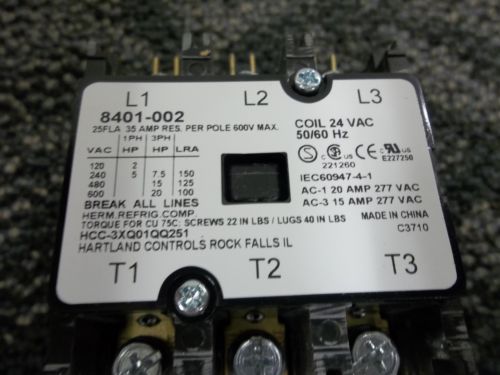 L1 L2 L3
8401-002
25FLA 35 AMP RES. PER POLE 600V MAX.
COIL 24 VAC
50/60 Hz
1PH 3PH
VAC HP HP LRA
120 2
240 5 7.5 150
480 15 125
600 20 100
221260
E227250
IEC60947-4-1
AC-1 20 AMP 277 VAC
AC-3 15 AMP 277 VAC
BREAK ALL LINES
HERM.REFRIG.COMP.
TORQUE FOR CU 75C: SCREWS 22 IN LBS / LUGS 40 IN LBS
MADE IN CHINA
C3710
HCC-3XQ01QQ251
HARTLAND CONTROLS ROCK FALLS IL
T1 T2 T3